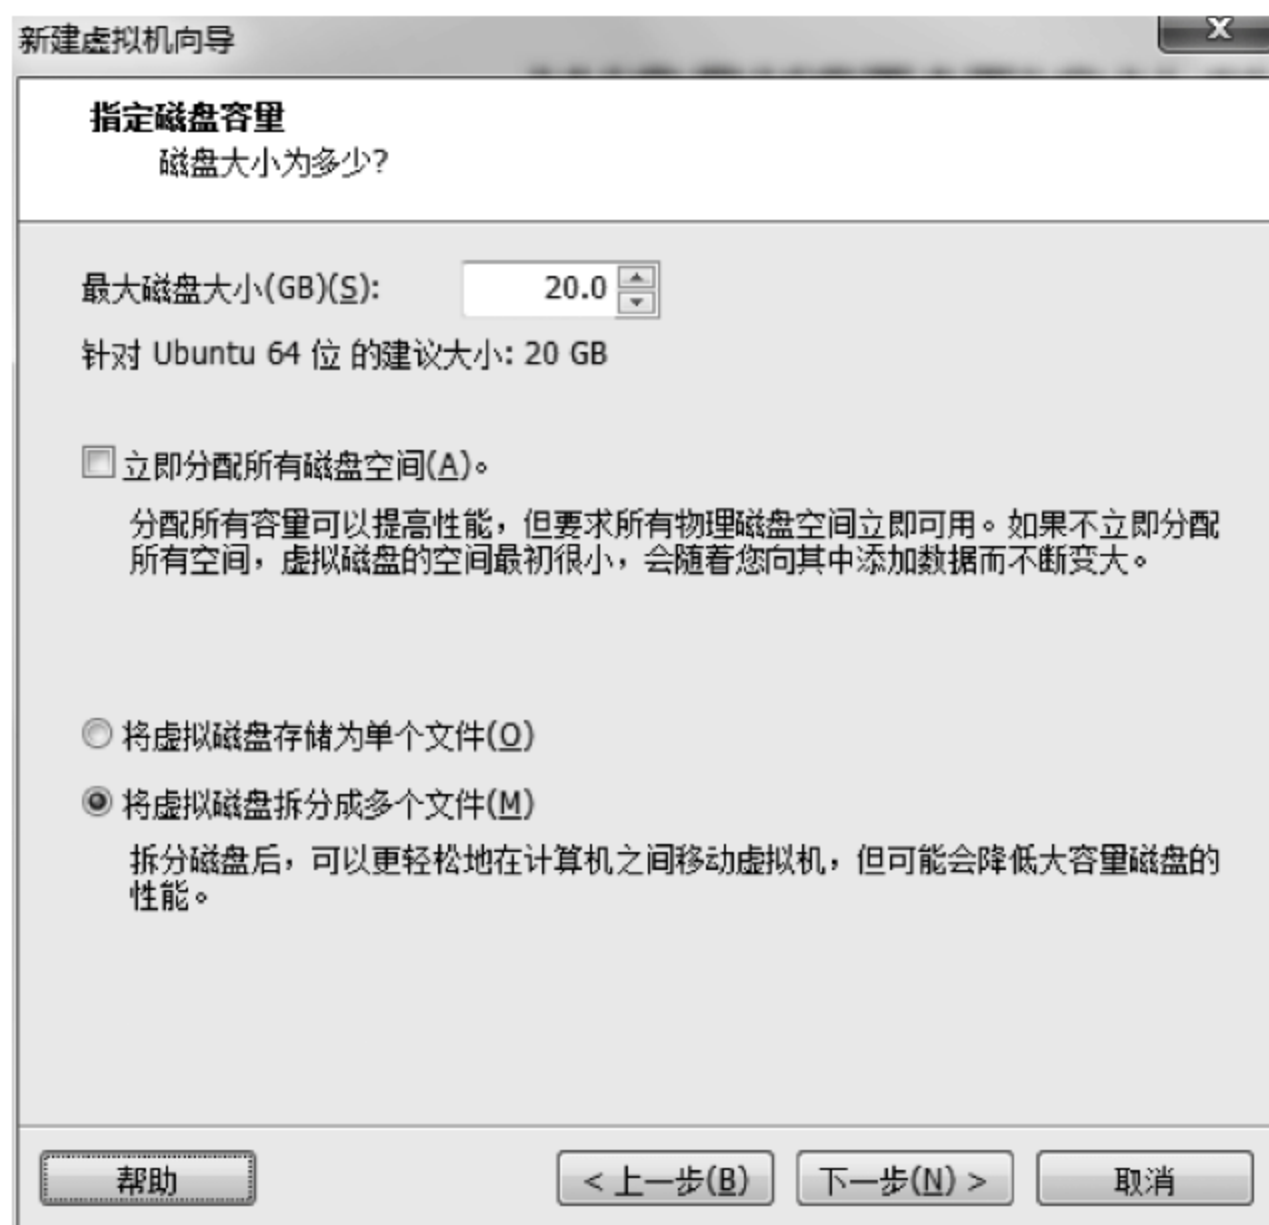 新建虚拟机向导
X
指定磁盘容量
磁盘大小为多少?
最大磁盘大小(GB)(S): 20.0
针对 Ubuntu 64 位 的建议大小: 20 GB
立即分配所有磁盘空间(A)。
分配所有容量可以提高性能，但要求所有物理磁盘空间立即可用。如果不立即分配
所有空间，虚拟磁盘的空间最初很小，会随着您向其中添加数据而不断变大。
将虚拟磁盘存储为单个文件(O)
将虚拟磁盘拆分成多个文件(M)
拆分磁盘后，可以更轻松地在计算机之间移动虚拟机，但可能会降低大容量磁盘的
性能。
帮助 < 上一步(B) 下一步(N) > 取消